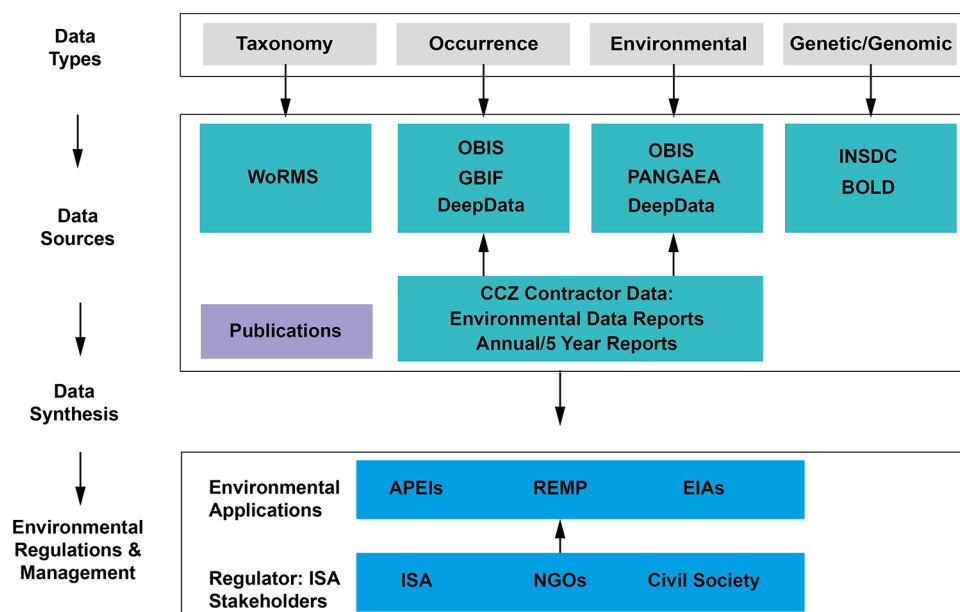 Data
Types
Taxonomy
Occurrence
Environmental
Genetic/Genomic
Data
Sources
WoRMS
OBIS
GBIF
DeepData
OBIS
PANGAEA
DeepData
INSDC
BOLD
Publications
CCZ Contractor Data:
Environmental Data Reports
Annual/5 Year Reports
Data
Synthesis
Environmental
Regulations &
Management
Environmental
Applications
APEIs
REMP
EIAs
Regulator: ISA
Stakeholders
ISA
NGOs
Civil Society